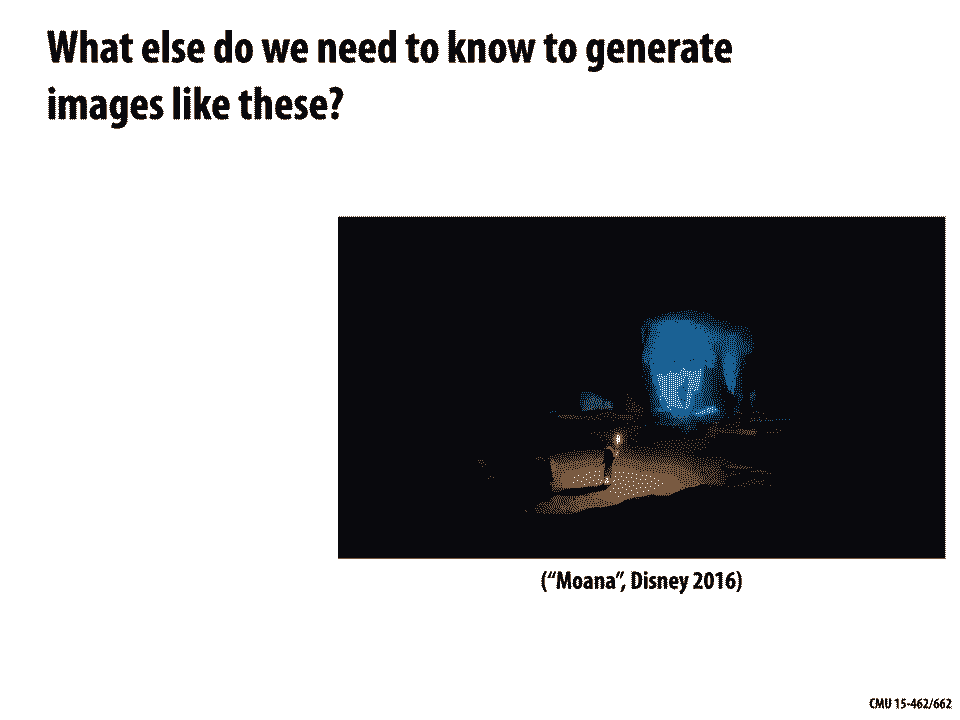 What else do we need to know to generate
images like these?
(“Moana”, Disney 2016)
CMU 15-462/662